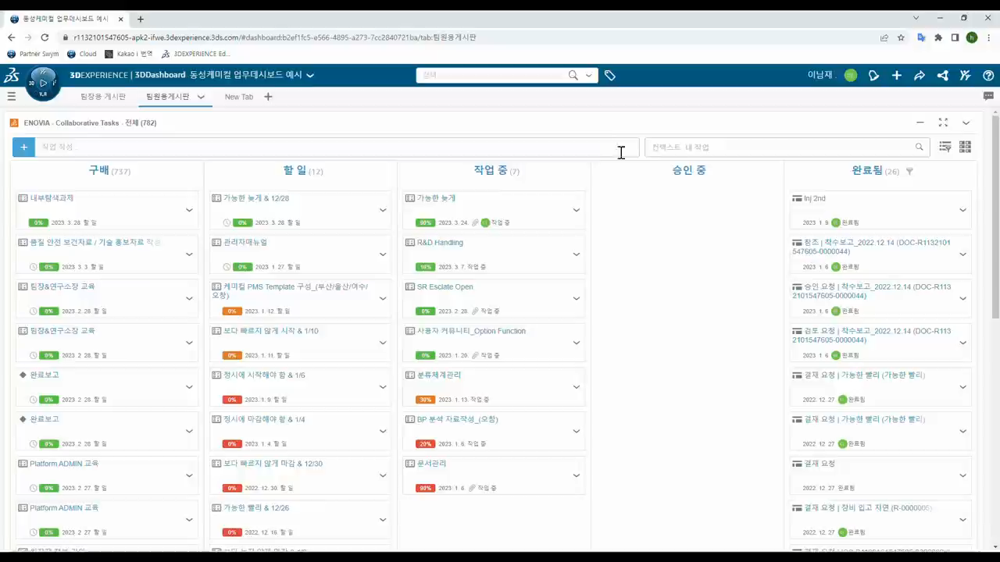 동성케미컬 업무데시보드 예시
r1132101547605-apk2-ifwe.3dexperience.3ds.com/#dashboard:b2ef1fc5-e566-4895-a273-7cc2840721ba/tab:팀원용게시판
Partner Swym Cloud Kakao i 번역 3DEXPERIENCE Ed...
3DEXPERIENCE | 3DDashboard 동성케미컬 업무데시보드 예시
검색
이남재 .
3D V.R
팀장용 게시판 팀원용게시판 New Tab
ENOVIA - Collaborative Tasks - 전체 (782)
작업 작성...
컨텍스트 내 작업
구배 (737)
내부탐색과제
0% 2023. 3. 28. 할 일
품질 안전 보건자료 / 기술 홍보자료 작성
0% 2023. 3. 3. 할 일
팀장&연구소장 교육
0% 2023. 2. 28. 할 일
팀장&연구소장 교육
0% 2023. 2. 28. 할 일
완료보고
0% 2023. 2. 28. 할 일
완료보고
0% 2023. 2. 28. 할 일
Platform ADMIN 교육
0% 2023. 2. 27. 할 일
Platform ADMIN 교육
0% 2023. 2. 27. 할 일
할 일 (12)
가능한 늦게 & 12/28
0% 2023. 3. 28. 할 일
관리자매뉴얼
0% 2023. 1. 27. 할 일
케미컬 PMS Template 구성_(부산/울산/여수/
오창)
0% 2023. 1. 12. 할 일
보다 빠르지 않게 시작 & 1/10
0% 2023. 1. 11. 할 일
정시에 시작해야 함 & 1/6
0% 2023. 1. 9. 할 일
정시에 마감해야 함 & 1/4
0% 2023. 1. 4. 할 일
보다 빠르지 않게 마감 & 12/30
0% 2022. 12. 30. 할 일
가능한 빨리 & 12/26
0% 2022. 12. 16. 할 일
작업 중 (7)
가능한 늦게
90% 2023. 3. 24. 작업 중
R&D Handling
10% 2023. 3. 7. 작업 중
SR Esclate Open
0% 2023. 2. 28. 작업 중
사용자 커뮤니티_Option Function
0% 2023. 1. 20. 작업 중
분류체계관리
30% 2023. 1. 13. 작업 중
BP 분석 자료작성_(오창)
20% 2023. 1. 6. 작업 중
문서관리
90% 2023. 1. 6. 작업 중
승인 중
완료됨 (26)
Inj 2nd
2023. 1. 9. 완료됨
참조 | 착수보고_2022.12.14 (DOC-R1132101
547605-0000044)
2023. 1. 6. 완료됨
승인 요청 | 착수보고_2022.12.14 (DOC-R113
2101547605-0000044)
2023. 1. 6. 완료됨
검토 요청 | 착수보고_2022.12.14 (DOC-R113
2101547605-0000044)
2023. 1. 6. 완료됨
결재 요청 | 가능한 빨리 (가능한 빨리)
2022. 12. 27. 완료됨
결재 요청 | 가능한 빨리 (가능한 빨리)
2022. 12. 27. 완료됨
결재 요청
2022. 12. 27. 완료됨
결재 요청 | 장비 입고 지연 (R-0000005)
2022. 12. 27. 완료됨